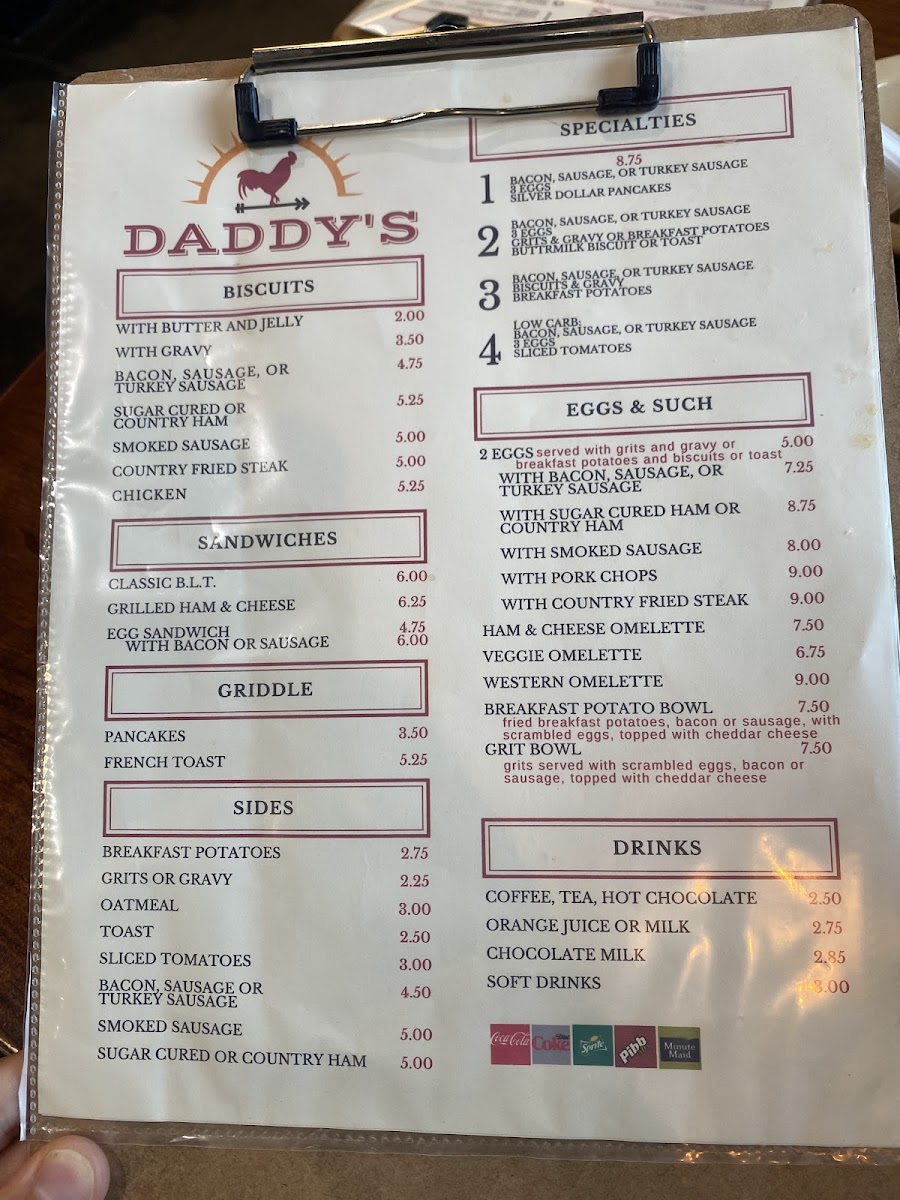 DADDY'S
BISCUITS
WITH BUTTER AND JELLY 2.00
WITH GRAVY 3.50
BACON, SAUSAGE, OR 4.75
TURKEY SAUSAGE
SUGAR CURED OR 5.25
COUNTRY HAM
SMOKED SAUSAGE 5.00
COUNTRY FRIED STEAK 5.00
CHICKEN 5.25
SANDWICHES
CLASSIC B.L.T. 6.00
GRILLED HAM & CHEESE 6.25
EGG SANDWICH 4.75
WITH BACON OR SAUSAGE 6.00
GRIDDLE
PANCAKES 3.50
FRENCH TOAST 5.25
SIDES
BREAKFAST POTATOES 2.75
GRITS OR GRAVY 2.25
OATMEAL 3.00
TOAST 2.50
SLICED TOMATOES 3.00
BACON, SAUSAGE OR 4.50
TURKEY SAUSAGE
SMOKED SAUSAGE 5.00
SUGAR CURED OR COUNTRY HAM 5.00
SPECIALTIES
8.75
1 BACON, SAUSAGE, OR TURKEY SAUSAGE
3 EGGS
SILVER DOLLAR PANCAKES
2 BACON, SAUSAGE, OR TURKEY SAUSAGE
3 EGGS
GRITS & GRAVY OR BREAKFAST POTATOES
BUTTRMILK BISCUIT OR TOAST
3 BACON, SAUSAGE, OR TURKEY SAUSAGE
BISCUITS & GRAVY
BREAKFAST POTATOES
4 LOW CARB:
BACON, SAUSAGE, OR TURKEY SAUSAGE
3 EGGS
SLICED TOMATOES
EGGS & SUCH
2 EGGS served with grits and gravy or 5.00
breakfast potatoes and biscuits or toast
WITH BACON, SAUSAGE, OR 7.25
TURKEY SAUSAGE
WITH SUGAR CURED HAM OR 8.75
COUNTRY HAM
WITH SMOKED SAUSAGE 8.00
WITH PORK CHOPS 9.00
WITH COUNTRY FRIED STEAK 9.00
HAM & CHEESE OMELETTE 7.50
VEGGIE OMELETTE 6.75
WESTERN OMELETTE 9.00
BREAKFAST POTATO BOWL 7.50
fried breakfast potatoes, bacon or sausage, with
scrambled eggs, topped with cheddar cheese
GRIT BOWL 7.50
grits served with scrambled eggs, bacon or
sausage, topped with cheddar cheese
DRINKS
COFFEE, TEA, HOT CHOCOLATE 2.50
ORANGE JUICE OR MILK 2.75
CHOCOLATE MILK 2.85
SOFT DRINKS 3.00
Coca-Cola Coke Sprite Pibb Minute
Maid